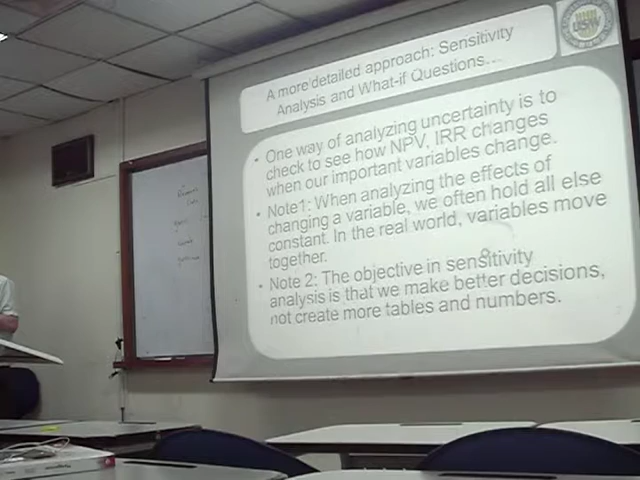 A more detailed approach: Sensitivity
Analysis and What-if Questions...
• One way of analyzing uncertainty is to
check to see how NPV, IRR changes
when our important variables change.
• Note1: When analyzing the effects of
changing a variable, we often hold all else
constant. In the real world, variables move
together.
• Note 2: The objective in sensitivity
analysis is that we make better decisions,
not create more tables and numbers.